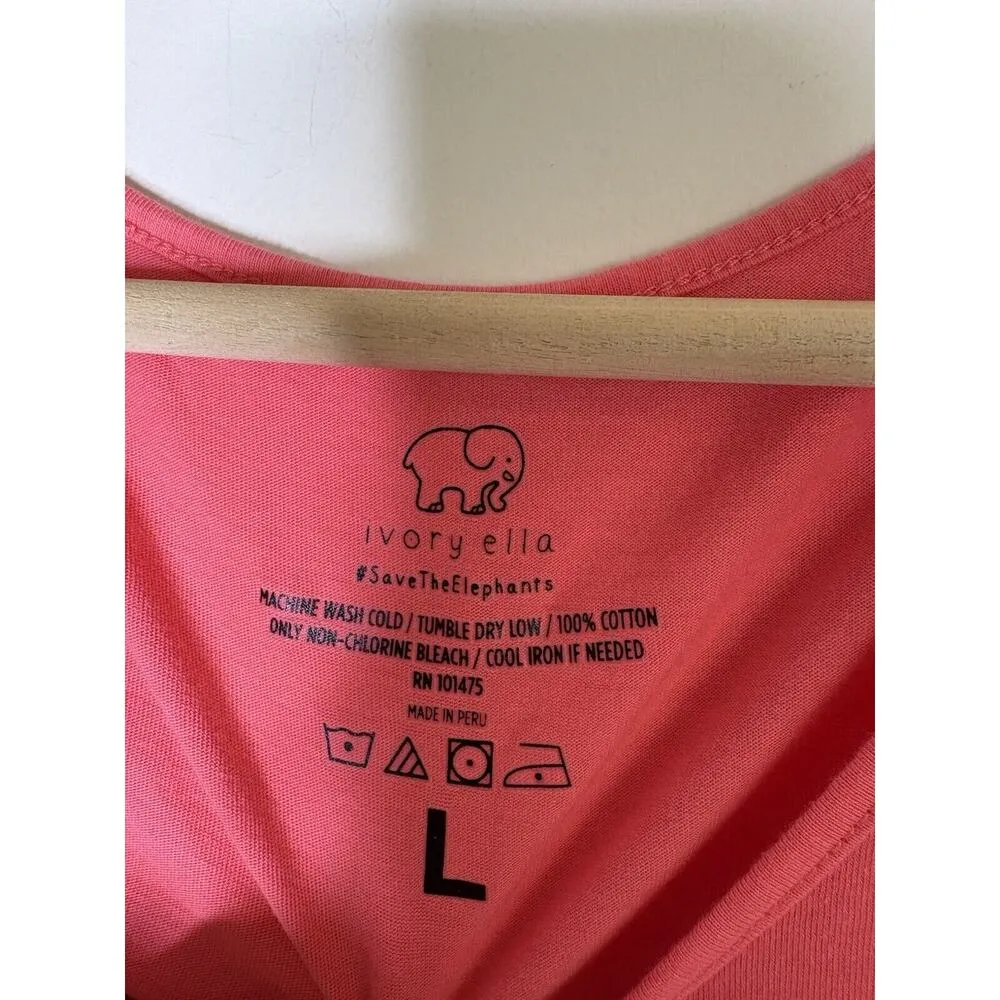 ivory ella
#SaveTheElephants
MACHINE WASH COLD / TUMBLE DRY LOW / 100% COTTON
ONLY NON-CHLORINE BLEACH / COOL IRON IF NEEDED
RN 101475
MADE IN PERU
L